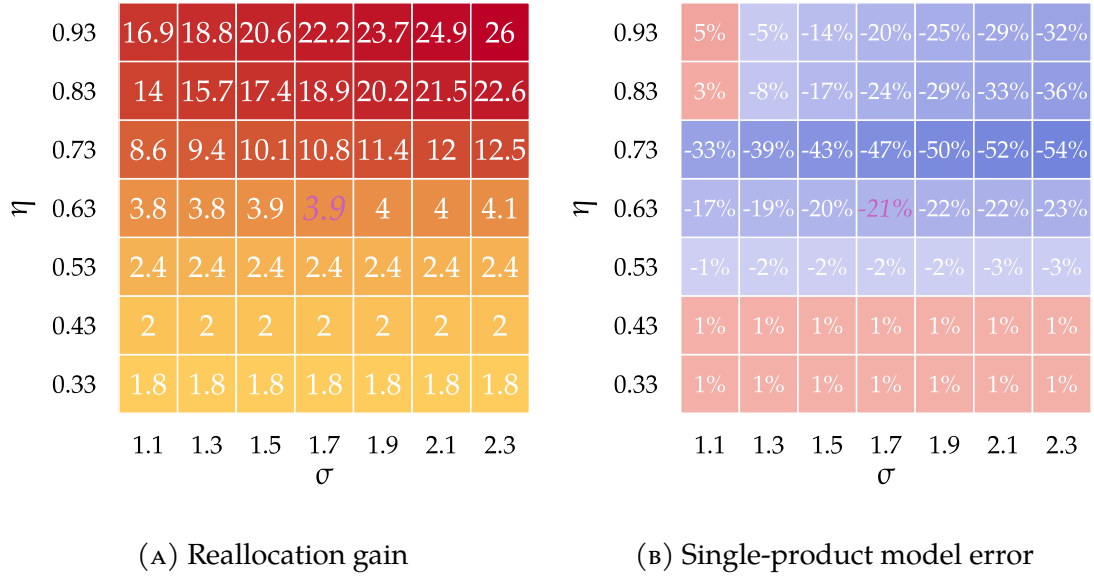 0.93 16.9 18.8 20.6 22.2 23.7 24.9 26
0.83 14 15.7 17.4 18.9 20.2 21.5 22.6
0.73 8.6 9.4 10.1 10.8 11.4 12 12.5
η 0.63 3.8 3.8 3.9 3.9 4 4 4.1
0.53 2.4 2.4 2.4 2.4 2.4 2.4 2.4
0.43 2 2 2 2 2 2 2
0.33 1.8 1.8 1.8 1.8 1.8 1.8 1.8
1.1 1.3 1.5 1.7 1.9 2.1 2.3
σ
(A) Reallocation gain
0.93 5% -5% -14% -20% -25% -29% -32%
0.83 3% -8% -17% -24% -29% -33% -36%
0.73 -33% -39% -43% -47% -50% -52% -54%
η 0.63 -17% -19% -20% -21% -22% -22% -23%
0.53 -1% -2% -2% -2% -2% -3% -3%
0.43 1% 1% 1% 1% 1% 1% 1%
0.33 1% 1% 1% 1% 1% 1% 1%
1.1 1.3 1.5 1.7 1.9 2.1 2.3
σ
(B) Single-product model error